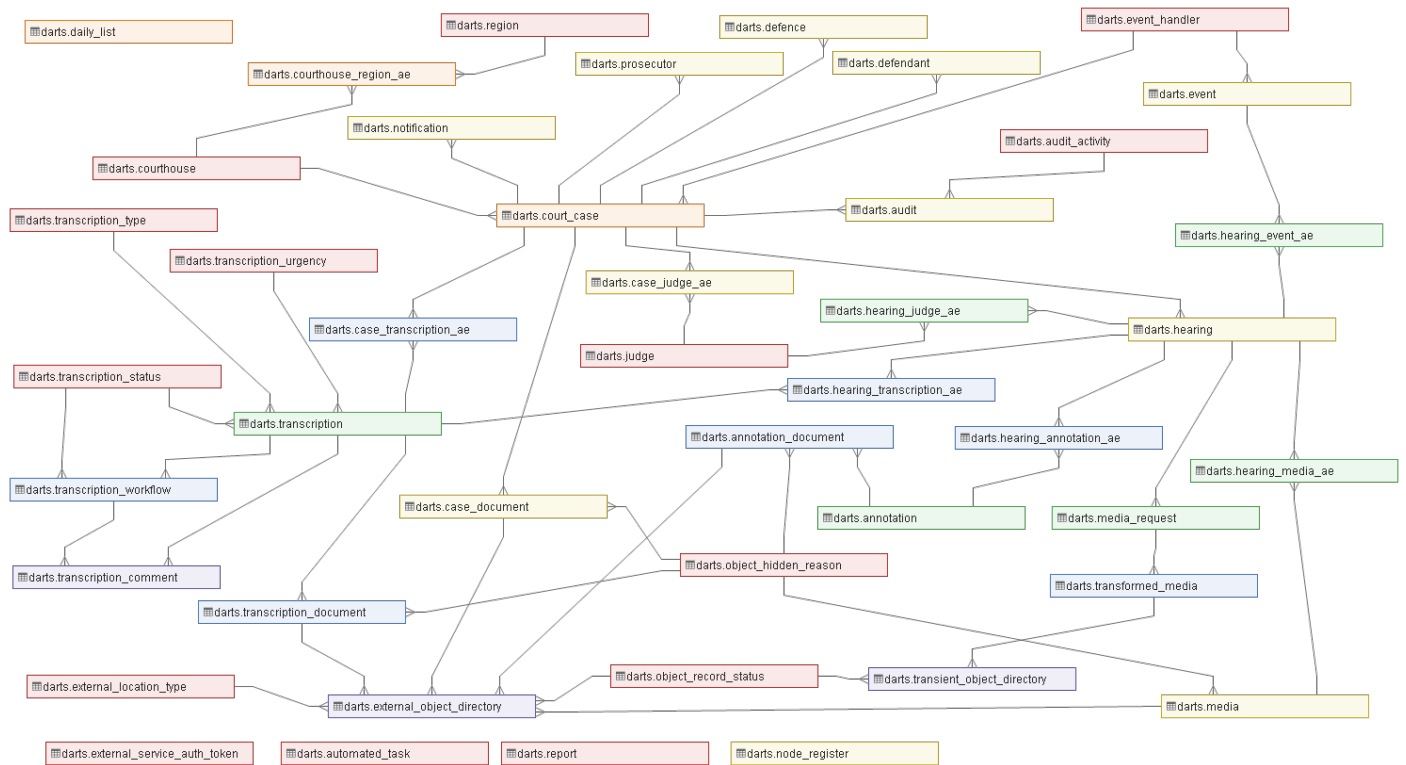 darts.daily_list
darts.region
darts.defence
darts.event_handler
darts.courthouse_region_ae
darts.prosecutor
darts.defendant
darts.event
darts.notification
darts.audit_activity
darts.courthouse
darts.court_case
darts.audit
darts.transcription_type
darts.hearing_event_ae
darts.transcription_urgency
darts.case_judge_ae
darts.hearing_judge_ae
darts.case_transcription_ae
darts.hearing
darts.judge
darts.transcription_status
darts.hearing_transcription_ae
darts.transcription
darts.annotation_document
darts.hearing_annotation_ae
darts.hearing_media_ae
darts.transcription_workflow
darts.case_document
darts.annotation
darts.media_request
darts.object_hidden_reason
darts.transcription_comment
darts.transformed_media
darts.transcription_document
darts.external_location_type
darts.object_record_status
darts.transient_object_directory
darts.external_object_directory
darts.media
darts.external_service_auth_token
darts.automated_task
darts.report
darts.node_register